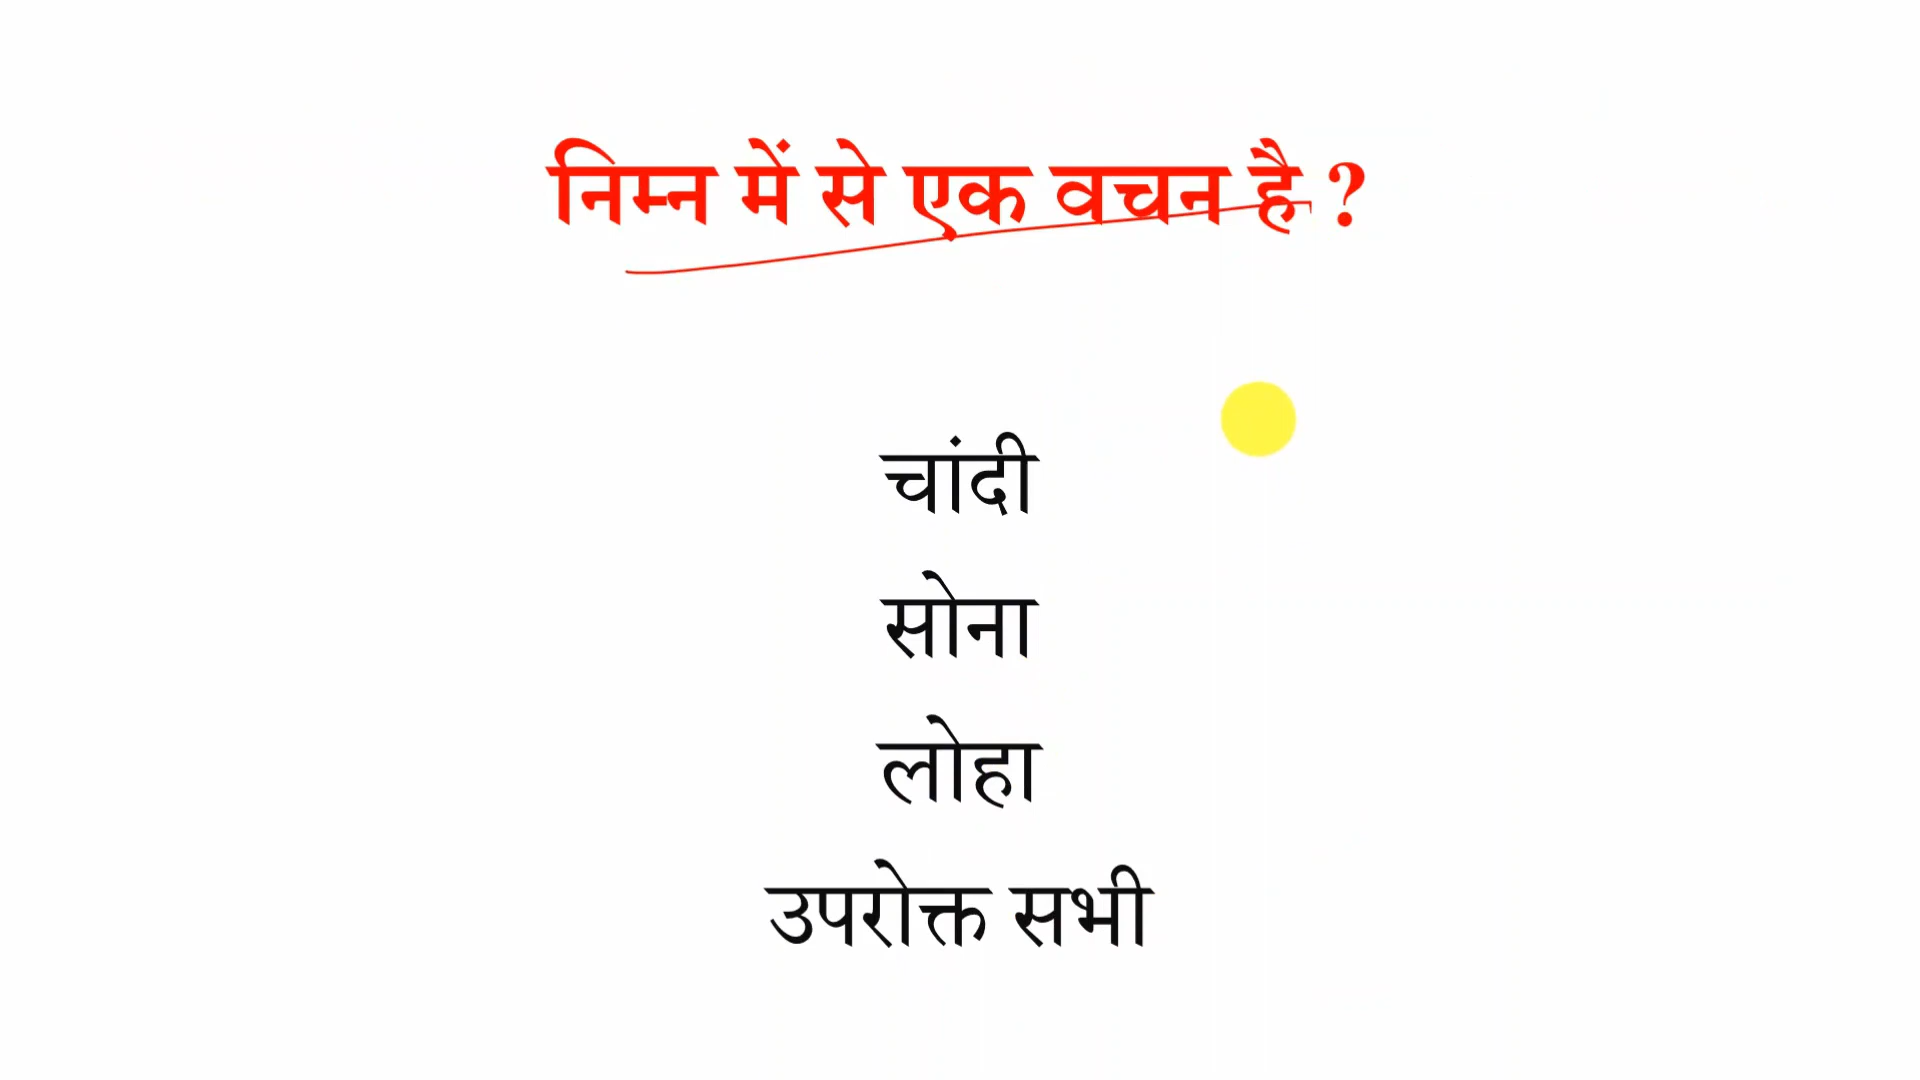 निम्न में से एक वचन है ?
चांदी
सोना
लोहा
उपरोक्त सभी